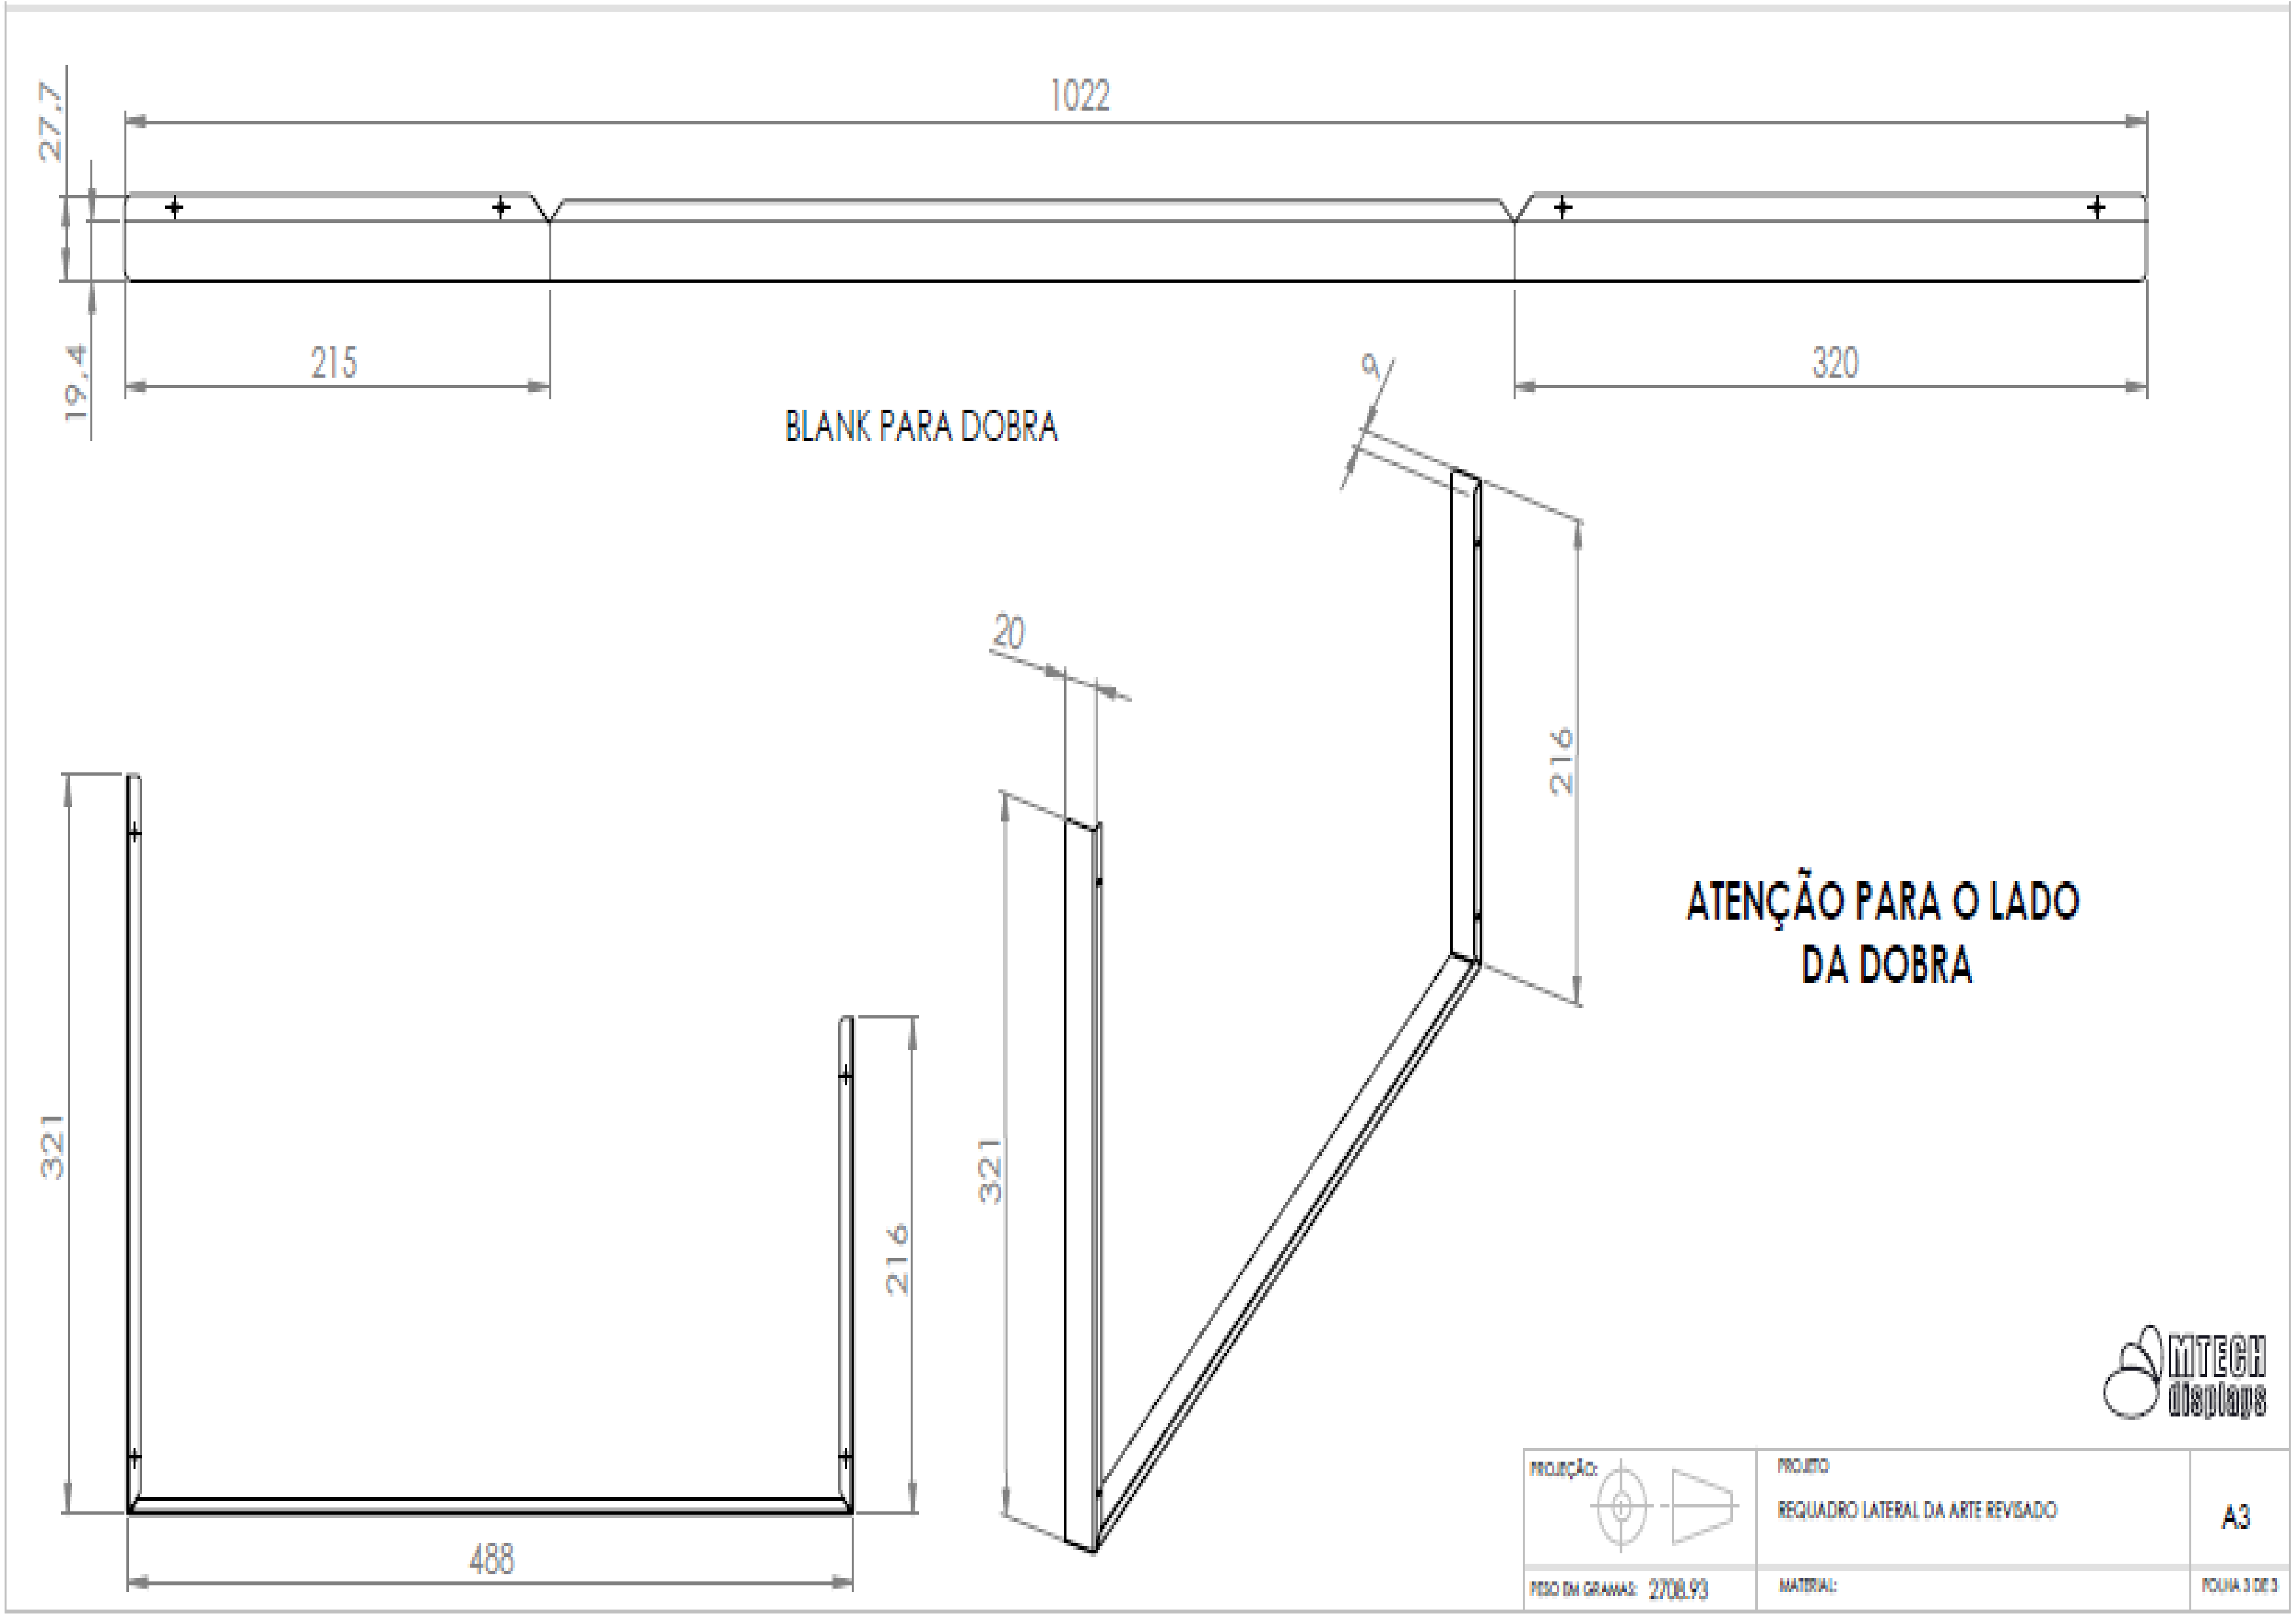 1022
27,7
19,4
215
320
BLANK PARA DOBRA
9
20
216
321
ATENÇÃO PARA O LADO
DA DOBRA
321
216
488
MTECH
displays
PROJEÇÃO:
PROJETO
REQUADRO LATERAL DA ARTE REVISADO
A3
PESO EM GRAMAS: 2708.93
MATERIAL:
FOLHA 3 DE 3